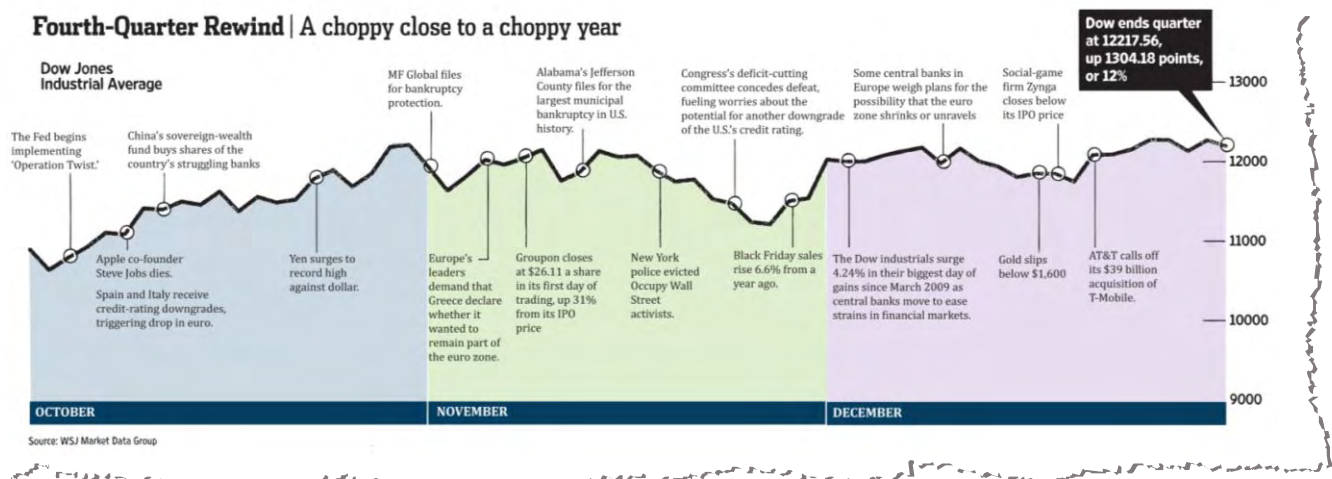 Fourth-Quarter Rewind | A choppy close to a choppy year
Dow ends quarter
at 12217.56,
up 1304.18 points,
or 12%
Dow Jones
Industrial Average
The Fed begins
implementing
'Operation Twist.'
China's sovereign-wealth
fund buys shares of the
country's struggling banks
MF Global files
for bankruptcy
protection.
Alabama's Jefferson
County files for the
largest municipal
bankruptcy in U.S.
history.
Congress's deficit-cutting
committee concedes defeat,
fueling worries about the
potential for another downgrade
of the U.S.'s credit rating.
Some central banks in
Europe weigh plans for the
possibility that the euro
zone shrinks or unravels
Social-game
firm Zynga
closes below
its IPO price
13000
12000
11000
10000
9000
Apple co-founder
Steve Jobs dies.
Spain and Italy receive
credit-rating downgrades,
triggering drop in euro.
Yen surges to
record high
against dollar.
Europe's
leaders
demand that
Greece declare
whether it
wanted to
remain part of
the euro zone.
Groupon closes
at $26.11 a share
in its first day of
trading, up 31%
from its IPO
price
New York
police evicted
Occupy Wall
Street
activists.
Black Friday sales
rise 6.6% from a
year ago.
The Dow industrials surge
4.24% in their biggest day of
gains since March 2009 as
central banks move to ease
strains in financial markets.
Gold slips
below $1,600
AT&T calls off
its $39 billion
acquisition of
T-Mobile.
OCTOBER
NOVEMBER
DECEMBER
Source: WSJ Market Data Group